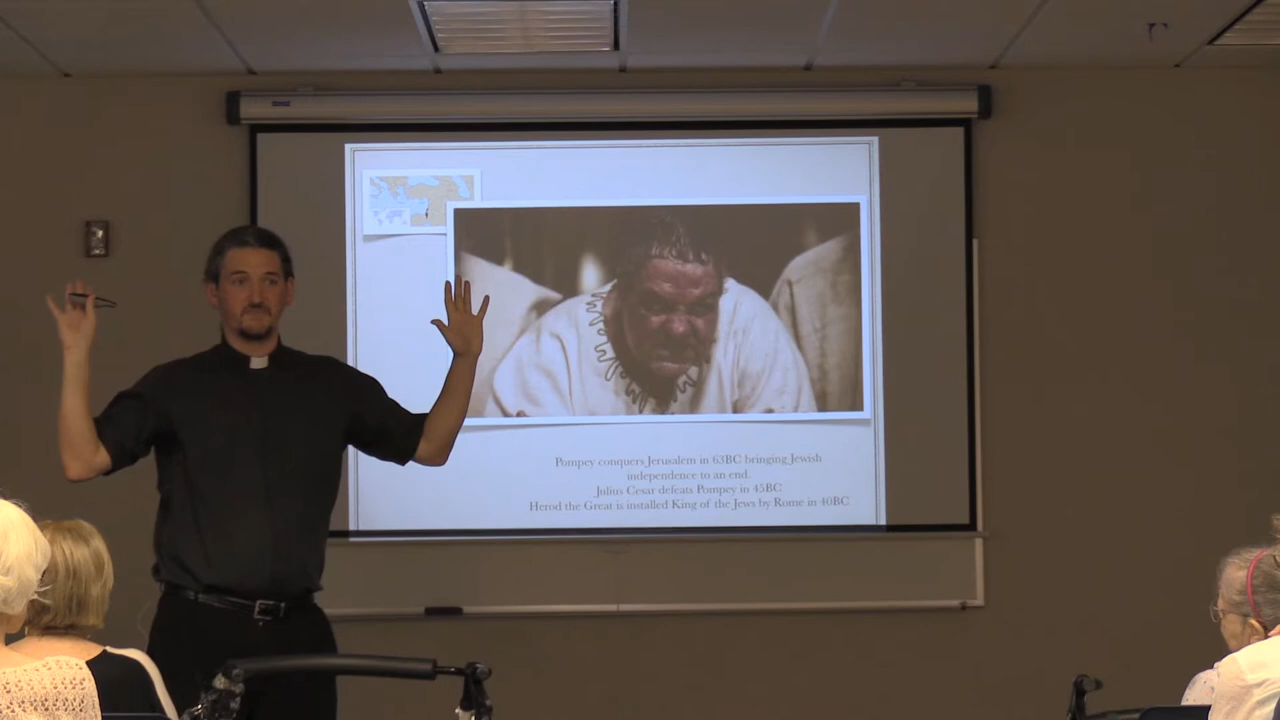 Pompey conquers Jerusalem in 63BC bringing Jewish
independence to an end.
Julius Cesar defeats Pompey in 45BC
Herod the Great is installed King of the Jews by Rome in 40BC